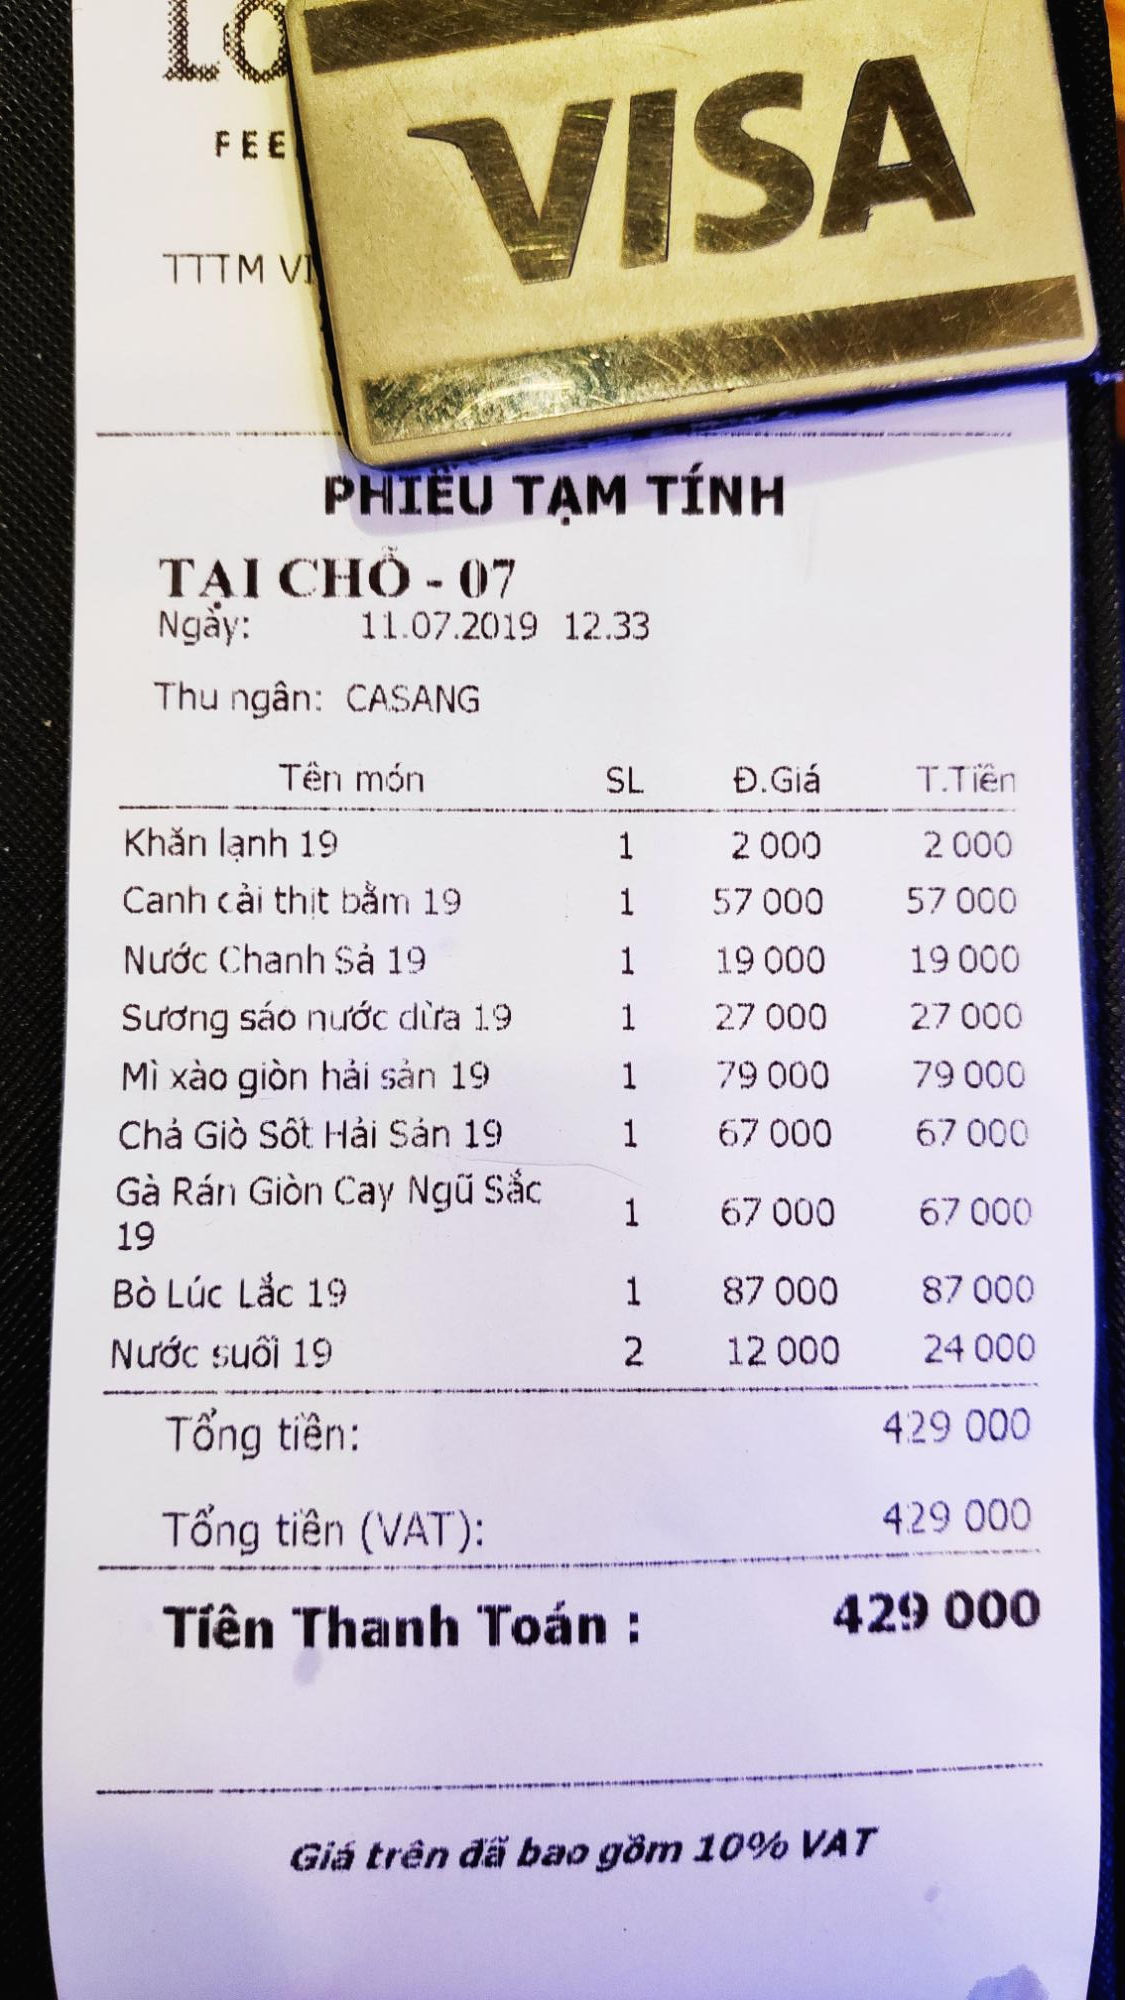 VISA
FEE
TTTM
PHIẾU TẠM TÍNH
TẠI CHỖ - 07
Ngày: 11.07.2019 12.33
Thu ngân: CASANG
Tên món SL Đ.Giá T.Tiền
Khăn lạnh 19 1 2 000 2 000
Canh cải thịt bằm 19 1 57 000 57 000
Nước Chanh Sả 19 1 19 000 19 000
Sương sáo nước dừa 19 1 27 000 27 000
Mì xào giòn hải sản 19 1 79 000 79 000
Chả Giò Sốt Hải Sản 19 1 67 000 67 000
Gà Rán Giòn Cay Ngũ Sắc
19 1 67 000 67 000
Bò Lúc Lắc 19 1 87 000 87 000
Nước suối 19 2 12 000 24 000
Tổng tiền: 429 000
Tổng tiền (VAT): 429 000
Tiền Thanh Toán : 429 000
Giá trên đã bao gồm 10% VAT